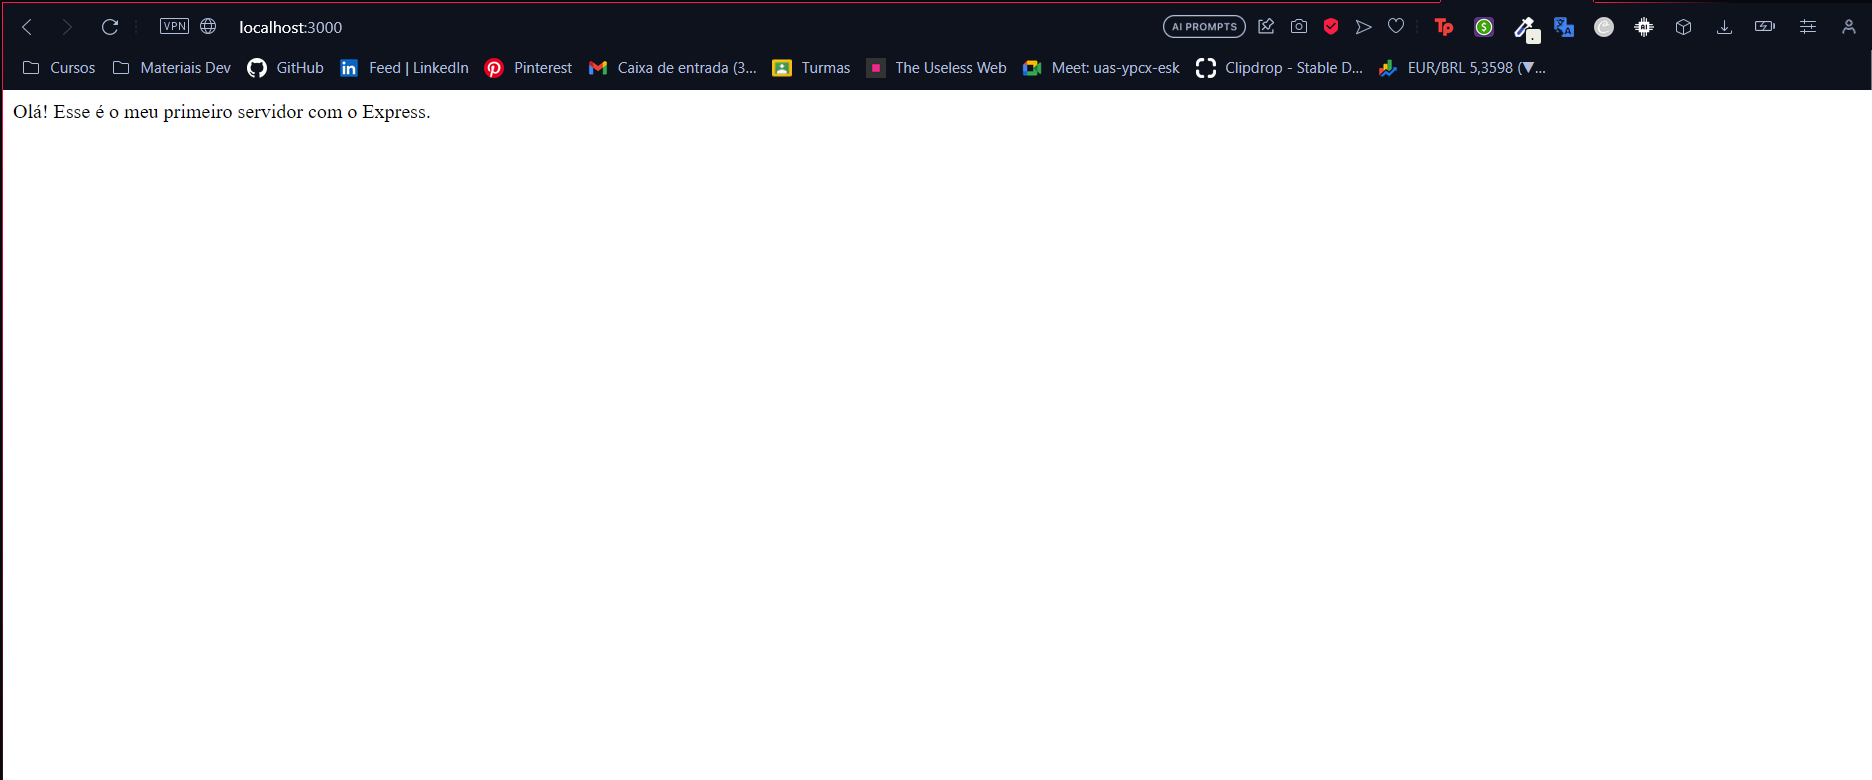 VPN localhost:3000 AI PROMPTS Tp
Cursos Materiais Dev GitHub Feed | LinkedIn Pinterest Caixa de entrada (3... Turmas The Useless Web Meet: uas-ypcx-esk Clipdrop - Stable D... EUR/BRL 5,3598 (▼...
Olá! Esse é o meu primeiro servidor com o Express.